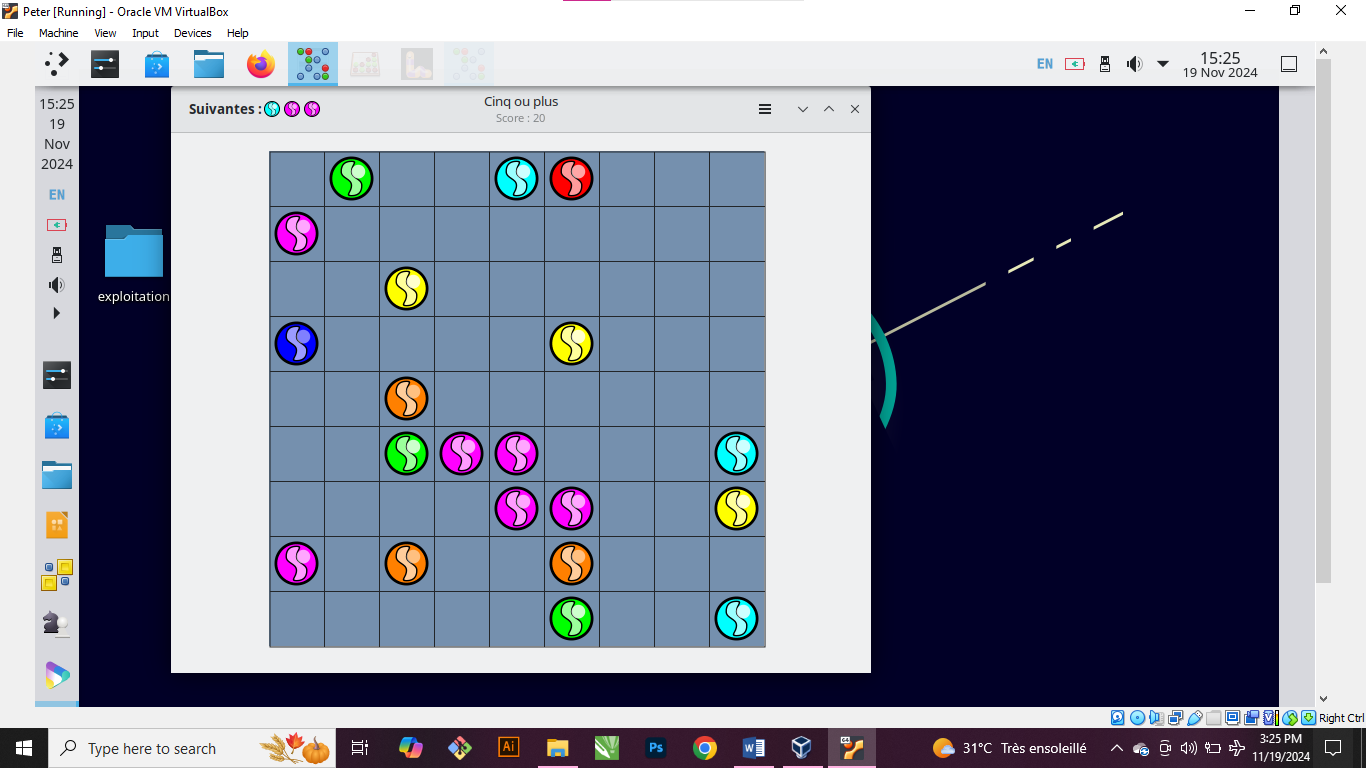 Peter [Running] - Oracle VM VirtualBox
File Machine View Input Devices Help
EN
15:25
19 Nov 2024
15:25
19
Nov
2024
EN
Suivantes :
Cinq ou plus
Score : 20
exploitation
Right Ctrl
Type here to search
Ai
Ps
31°C Très ensoleillé
3:25 PM
11/19/2024